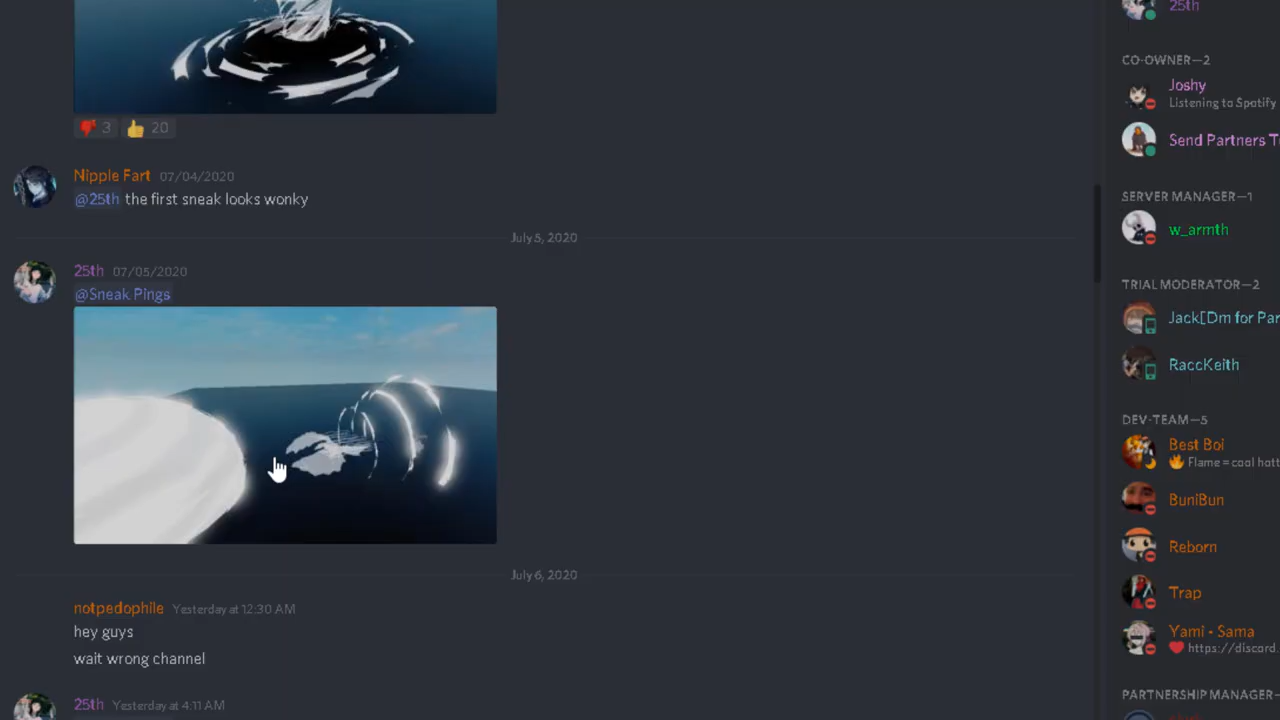 3 20
Nipple Fart 07/04/2020
@25th the first sneak looks wonky
July 5, 2020
25th 07/05/2020
@Sneak Pings
July 6, 2020
notpedophile Yesterday at 12:30 AM
hey guys
wait wrong channel
25th Yesterday at 4:11 AM
25th
CO-OWNER—2
Joshy
Listening to Spotify
Send Partners T
SERVER MANAGER—1
w_armth
TRIAL MODERATOR—2
Jack[Dm for Par
RaccKeith
DEV-TEAM—5
Best Boi
Flame = cool hott
BuniBun
Reborn
Trap
Yami - Sama
https://discord.
PARTNERSHIP MANAGER—